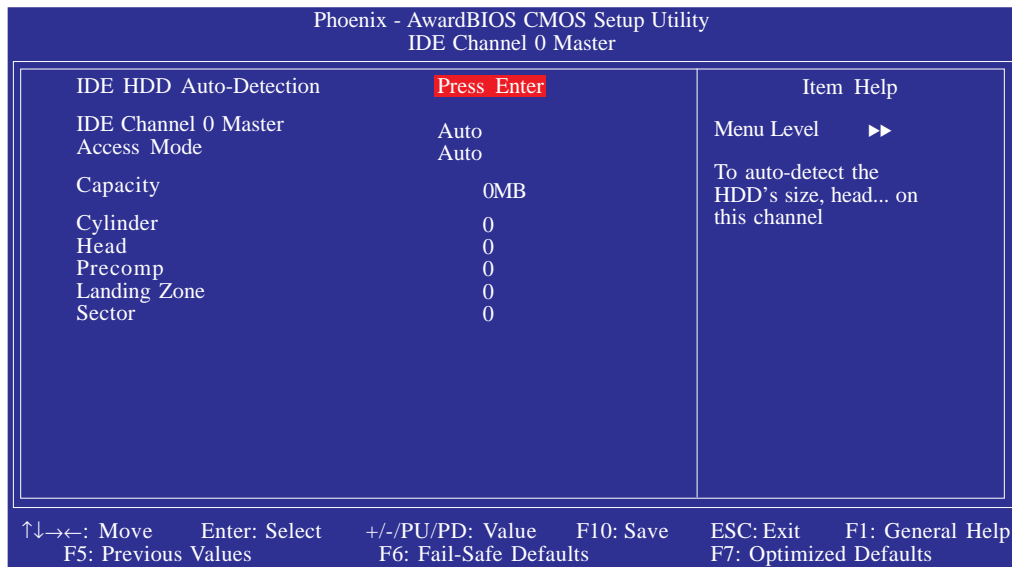 Phoenix - AwardBIOS CMOS Setup Utility
IDE Channel 0 Master
IDE HDD Auto-Detection Press Enter
IDE Channel 0 Master Auto
Access Mode Auto
Capacity 0MB
Cylinder 0
Head 0
Precomp 0
Landing Zone 0
Sector 0
Item Help
Menu Level ▶▶
To auto-detect the
HDD’s size, head... on
this channel
↑↓→←: Move Enter: Select +/-/PU/PD: Value F10: Save ESC: Exit F1: General Help
F5: Previous Values F6: Fail-Safe Defaults F7: Optimized Defaults